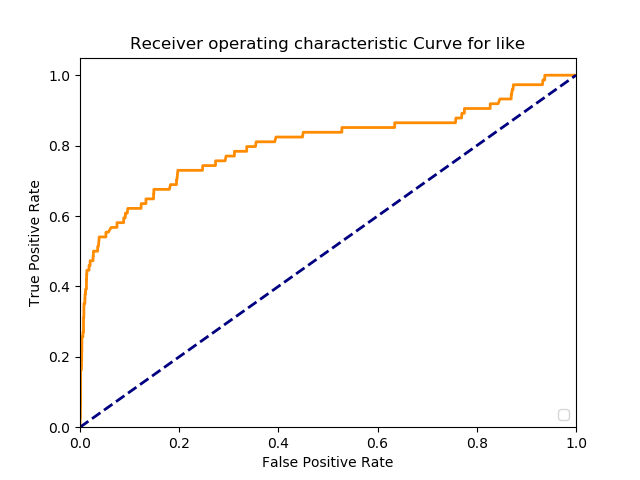 Receiver operating characteristic Curve for like
True Positive Rate
1.0
0.8
0.6
0.4
0.2
0.0
0.0 0.2 0.4 0.6 0.8 1.0
False Positive Rate